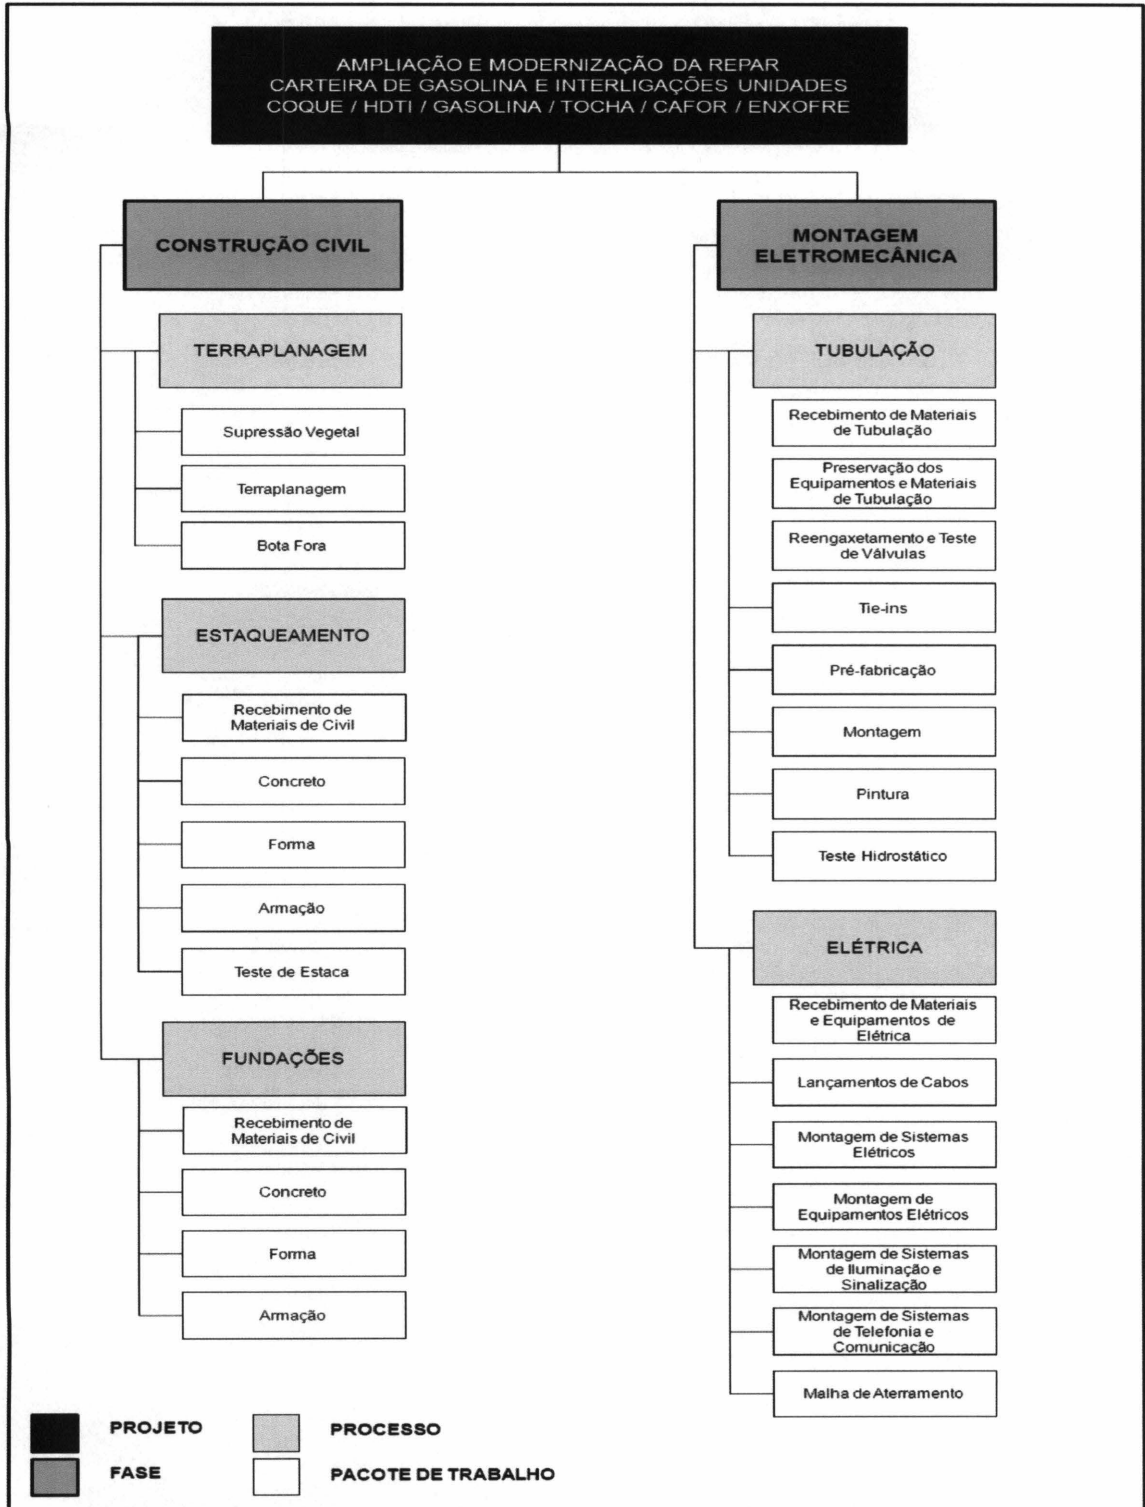 AMPLIAÇÃO E MODERNIZAÇÃO DA REPAR
CARTEIRA DE GASOLINA E INTERLIGAÇÕES UNIDADES
COQUE / HDTI / GASOLINA / TOCHA / CAFOR / ENXOFRE
CONSTRUÇÃO CIVIL
TERRAPLANAGEM
Supressão Vegetal
Terraplanagem
Bota Fora
ESTAQUEAMENTO
Recebimento de
Materiais de Civil
Concreto
Forma
Armação
Teste de Estaca
FUNDAÇÕES
Recebimento de
Materiais de Civil
Concreto
Forma
Armação
MONTAGEM
ELETROMECÂNICA
TUBULAÇÃO
Recebimento de Materiais
de Tubulação
Preservação dos
Equipamentos e Materiais
de Tubulação
Reengaxetamento e Teste
de Válvulas
Tie-ins
Pré-fabricação
Montagem
Pintura
Teste Hidrostático
ELÉTRICA
Recebimento de Materiais
e Equipamentos de
Elétrica
Lançamentos de Cabos
Montagem de Sistemas
Elétricos
Montagem de
Equipamentos Elétricos
Montagem de Sistemas
de Iluminação e
Sinalização
Montagem de Sistemas
de Telefonia e
Comunicação
Malha de Aterramento
PROJETO
FASE
PROCESSO
PACOTE DE TRABALHO